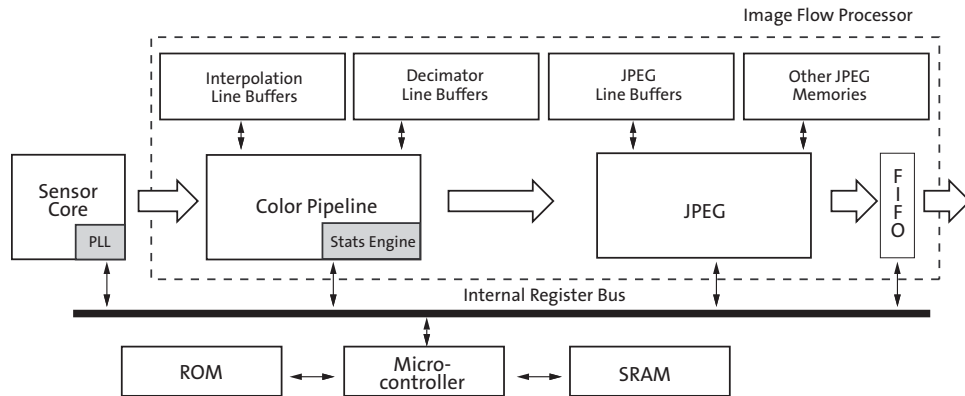 Image Flow Processor
Interpolation
Line Buffers
Decimator
Line Buffers
JPEG
Line Buffers
Other JPEG
Memories
Sensor
Core
PLL
Color Pipeline
Stats Engine
JPEG
F
I
F
O
Internal Register Bus
ROM
Micro-
controller
SRAM